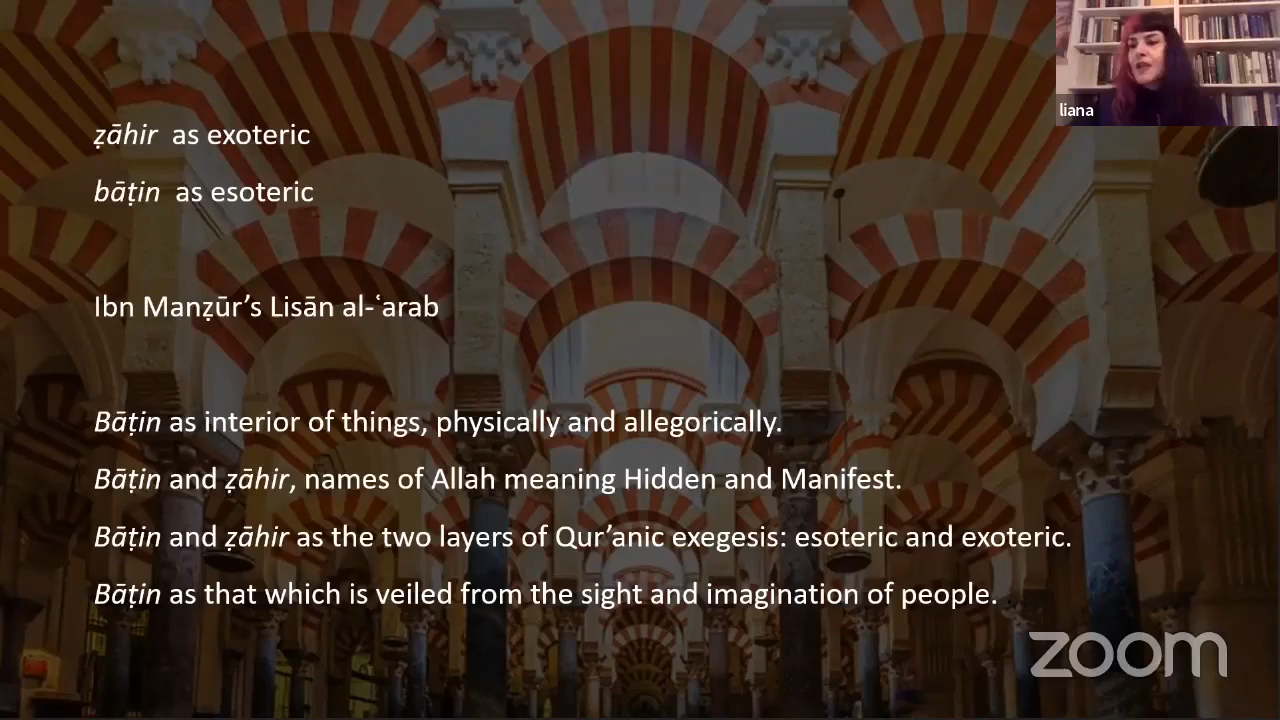 liana
ẓāhir as exoteric
bāṭin as esoteric
Ibn Manẓūr’s Lisān al-ʿarab
Bāṭin as interior of things, physically and allegorically.
Bāṭin and ẓāhir, names of Allah meaning Hidden and Manifest.
Bāṭin and ẓāhir as the two layers of Qur’anic exegesis: esoteric and exoteric.
Bāṭin as that which is veiled from the sight and imagination of people.
zoom